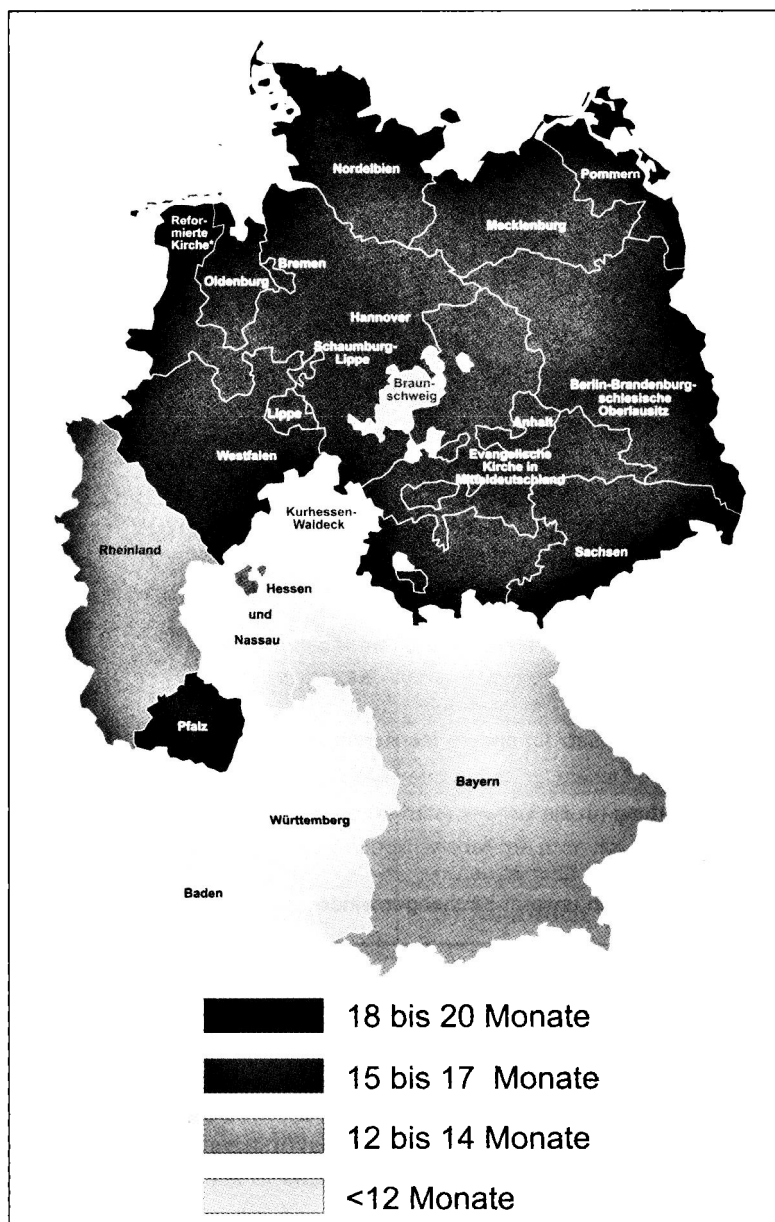 Nordelbien
Pommern
Mecklenburg
Refor-
mierte
Kirche*
Bremen
Oldenburg
Hannover
Schaumburg-
Lippe
Braun-
schweig
Berlin-Brandenburg-
schlesische
Oberlausitz
Lippe
Anhalt
Westfalen
Evangelische
Kirche in
Mitteldeutschland
Kurhessen-
Waldeck
Rheinland
Sachsen
Hessen
und
Nassau
Pfalz
Bayern
Württemberg
Baden
18 bis 20 Monate
15 bis 17 Monate
12 bis 14 Monate
<12 Monate